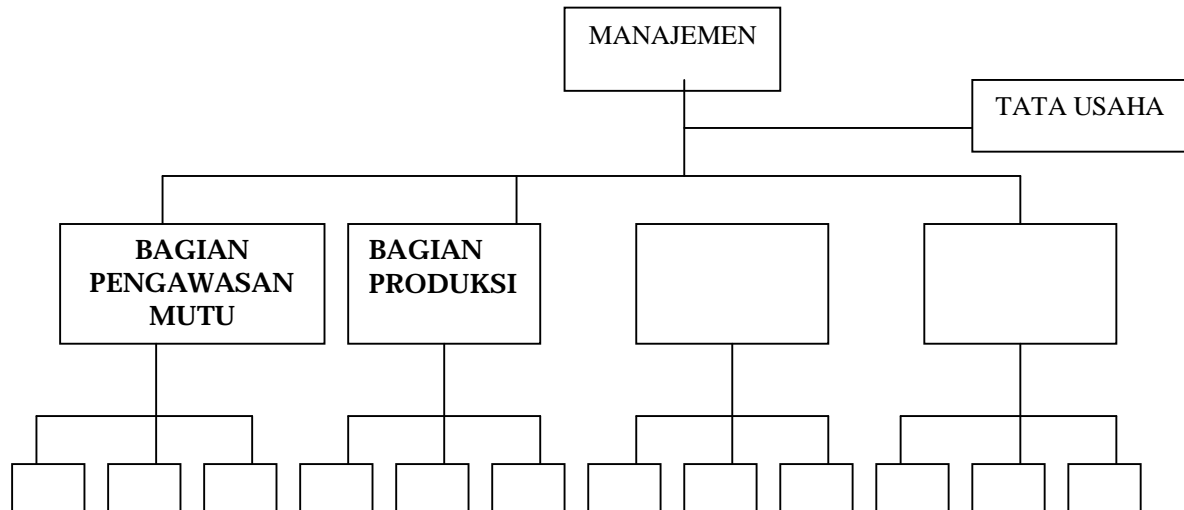 MANAJEMEN
TATA USAHA
BAGIAN
PENGAWASAN
MUTU
BAGIAN
PRODUKSI